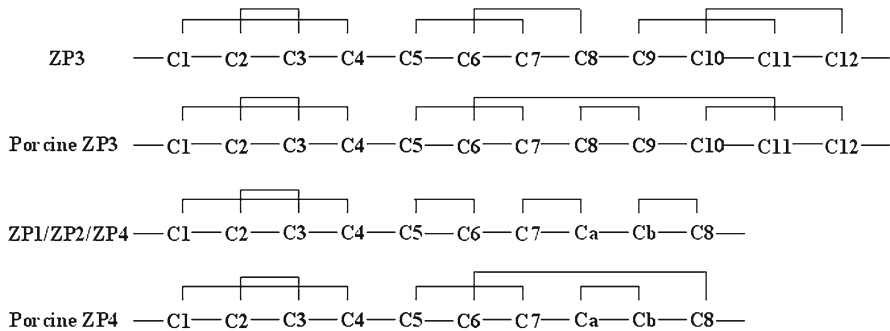 ZP3 C1 C2 C3 C4 C5 C6 C7 C8 C9 C10 C11 C12
Porcine ZP3 C1 C2 C3 C4 C5 C6 C7 C8 C9 C10 C11 C12
ZP1/ZP2/ZP4 C1 C2 C3 C4 C5 C6 C7 Ca Cb C8
Porcine ZP4 C1 C2 C3 C4 C5 C6 C7 Ca Cb C8